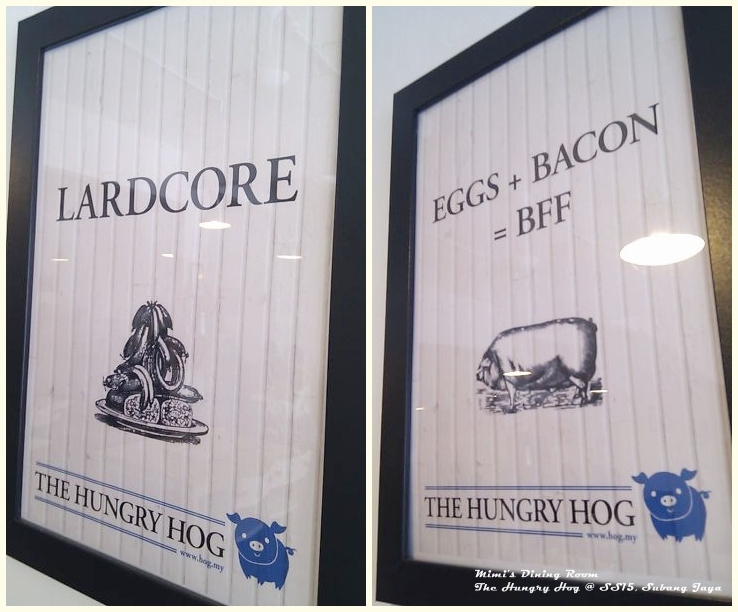 LARDCORE
THE HUNGRY HOG
www.hog.my
EGGS + BACON
= BFF
THE HUNGRY HOG
www.hog.my
Mimi's Dining Room
The Hungry Hog @ SS15, Subang Jaya